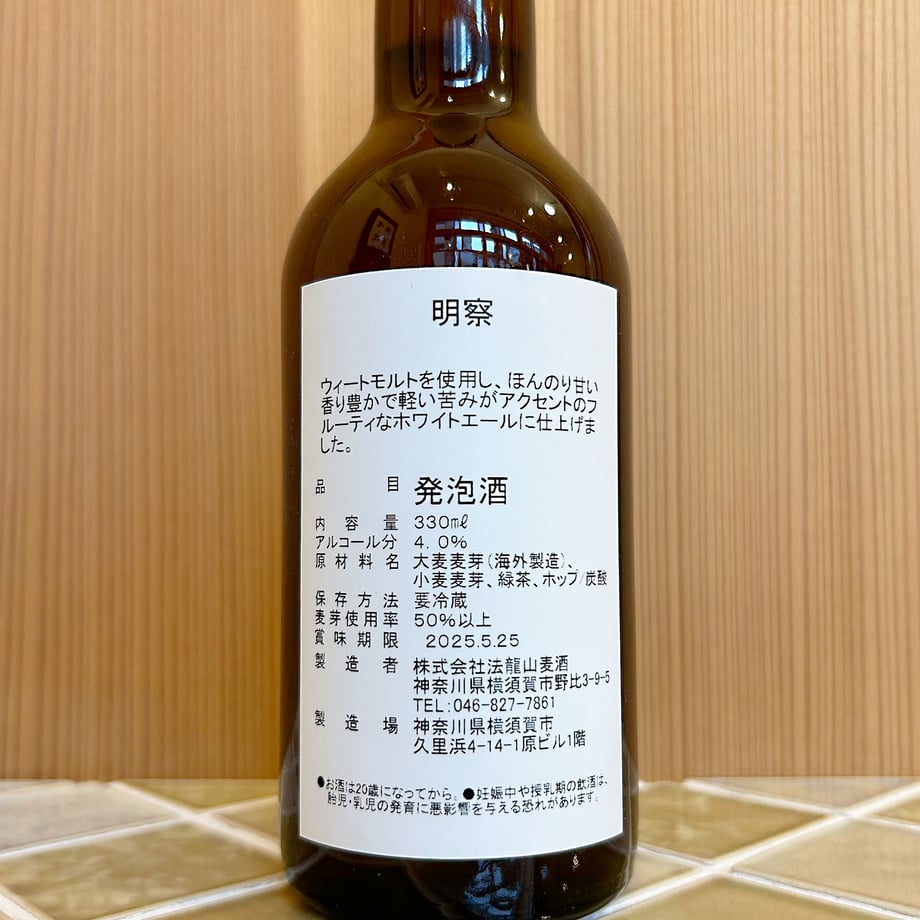 明察
ウィートモルトを使用し、ほんのり甘い
香り豊かで軽い苦みがアクセントのフ
ルーティなホワイトエールに仕上げま
した。
品目 発泡酒
内容量 330㎖
アルコール分 4.0%
原材料名 大麦麦芽(海外製造)、
小麦麦芽、緑茶、ホップ/炭酸
保存方法 要冷蔵
麦芽使用率 50%以上
賞味期限 2025.5.25
製造者 株式会社法龍山麦酒
神奈川県横須賀市野比3-9-5
TEL:046-827-7861
製造場 神奈川県横須賀市
久里浜4-14-1原ビル1階
●お酒は20歳になってから。●妊娠中や授乳期の飲酒は、
胎児・乳児の発育に悪影響を与える恐れがあります。